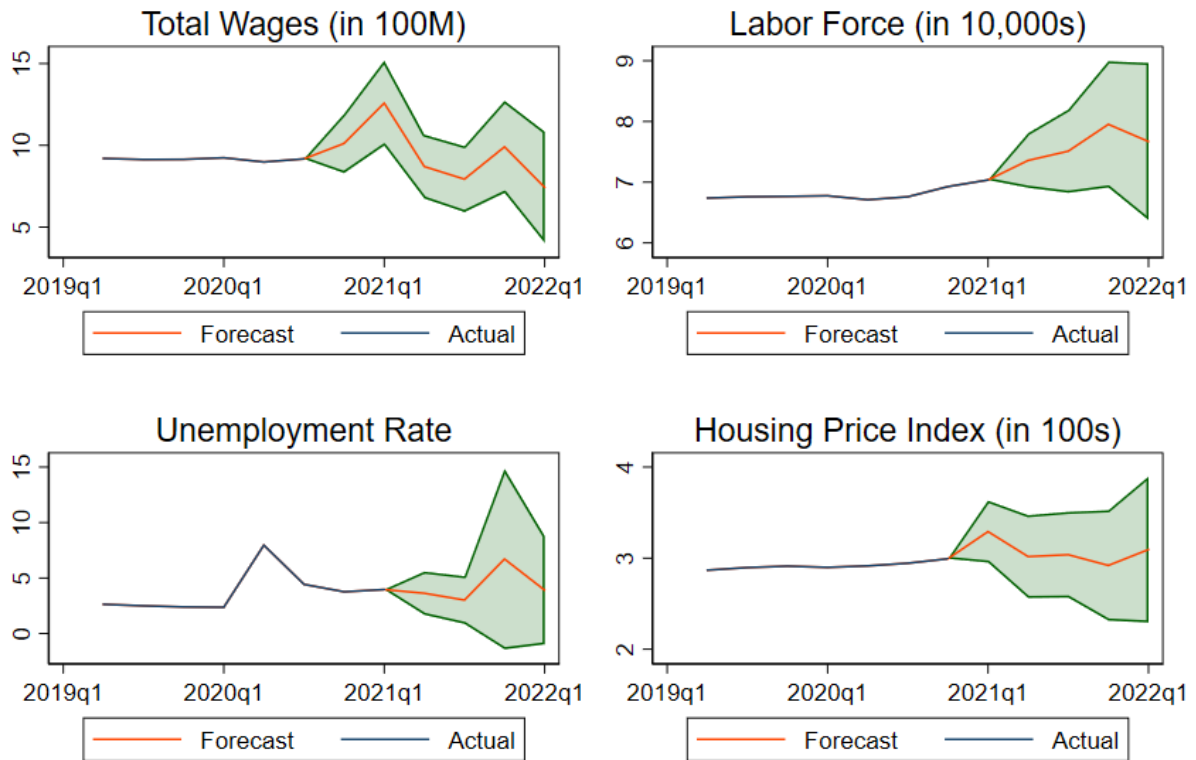 Total Wages (in 100M)
15
10
5
2019q1 2020q1 2021q1 2022q1
Forecast Actual
Labor Force (in 10,000s)
9
8
7
6
2019q1 2020q1 2021q1 2022q1
Forecast Actual
Unemployment Rate
15
10
5
0
2019q1 2020q1 2021q1 2022q1
Forecast Actual
Housing Price Index (in 100s)
4
3
2
2019q1 2020q1 2021q1 2022q1
Forecast Actual